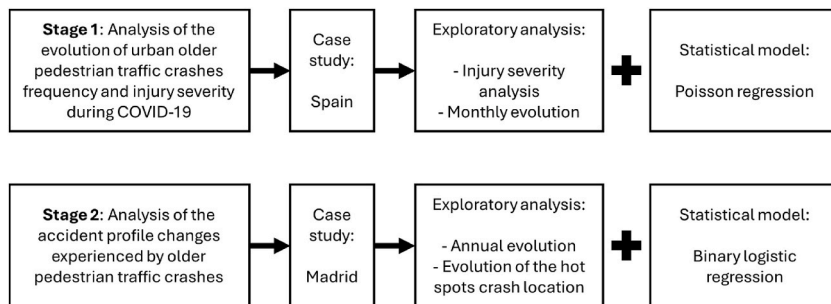 Stage 1: Analysis of the
evolution of urban older
pedestrian traffic crashes
frequency and injury severity
during COVID-19
Case
study:
Spain
Exploratory analysis:
- Injury severity
analysis
- Monthly evolution
Statistical model:
Poisson regression
Stage 2: Analysis of the
accident profile changes
experienced by older
pedestrian traffic crashes
Case
study:
Madrid
Exploratory analysis:
- Annual evolution
- Evolution of the hot
spots crash location
Statistical model:
Binary logistic
regression